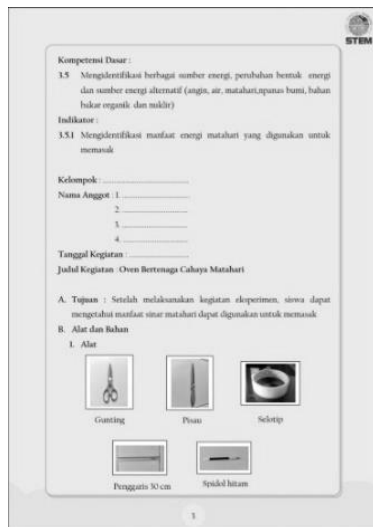 STEM
Kompetensi Dasar :
3.5 Mengidentifikasi berbagai sumber energi, perubahan bentuk energi
dan sumber energi alternatif (angin, air, matahari,npanas bumi, bahan
bakar organik dan nuklir)
Indikator :
3.5.1 Mengidentifikasi manfaat energi matahari yang digunakan untuk
memasak
Kelompok : ........................................
Nama Anggot : 1. ................................
2. ................................
3. ................................
4. ................................
Tanggal Kegiatan : ............................
Judul Kegiatan : Oven Bertenaga Cahaya Matahari
A. Tujuan : Setelah melaksanakan kegiatan eksperimen, siswa dapat
mengetahui manfaat sinar matahari dapat digunakan untuk memasak
B. Alat dan Bahan
1. Alat
Gunting Pisau Selotip
Penggaris 30 cm Spidol hitam